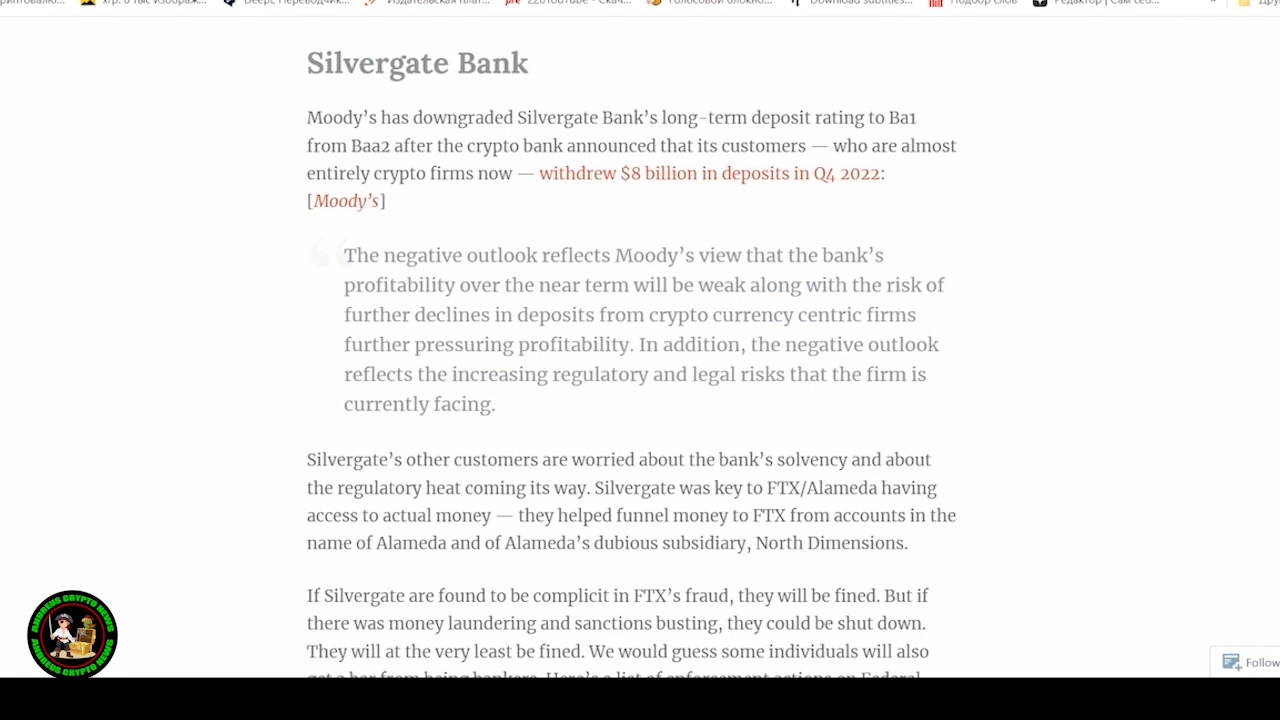 Silvergate Bank
Moody’s has downgraded Silvergate Bank’s long-term deposit rating to Ba1
from Baa2 after the crypto bank announced that its customers — who are almost
entirely crypto firms now — withdrew $8 billion in deposits in Q4 2022:
[Moody’s]
“
The negative outlook reflects Moody’s view that the bank’s
profitability over the near term will be weak along with the risk of
further declines in deposits from crypto currency centric firms
further pressuring profitability. In addition, the negative outlook
reflects the increasing regulatory and legal risks that the firm is
currently facing.
Silvergate’s other customers are worried about the bank’s solvency and about
the regulatory heat coming its way. Silvergate was key to FTX/Alameda having
access to actual money — they helped funnel money to FTX from accounts in the
name of Alameda and of Alameda’s dubious subsidiary, North Dimensions.
If Silvergate are found to be complicit in FTX’s fraud, they will be fined. But if
there was money laundering and sanctions busting, they could be shut down.
They will at the very least be fined. We would guess some individuals will also
ANDREUS CRYPTO NEWS
ANDREUS CRYPTO NEWS
Follow